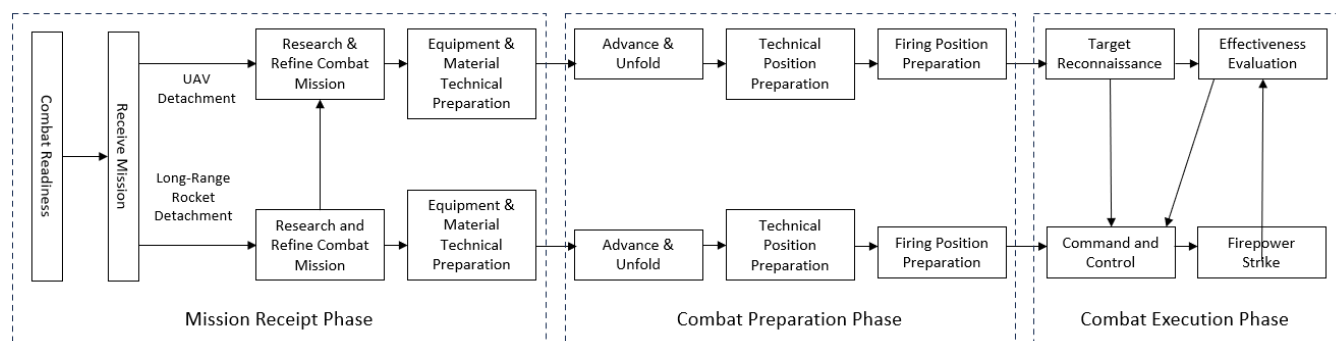 Combat Readiness
Receive Mission
UAV
Detachment
Long-Range
Rocket
Detachment
Research &
Refine Combat
Mission
Equipment &
Material
Technical
Preparation
Research and
Refine Combat
Mission
Equipment &
Material
Technical
Preparation
Mission Receipt Phase
Advance &
Unfold
Technical
Position
Preparation
Firing Position
Preparation
Advance &
Unfold
Technical
Position
Preparation
Firing Position
Preparation
Combat Preparation Phase
Target
Reconnaissance
Effectiveness
Evaluation
Command and
Control
Firepower
Strike
Combat Execution Phase